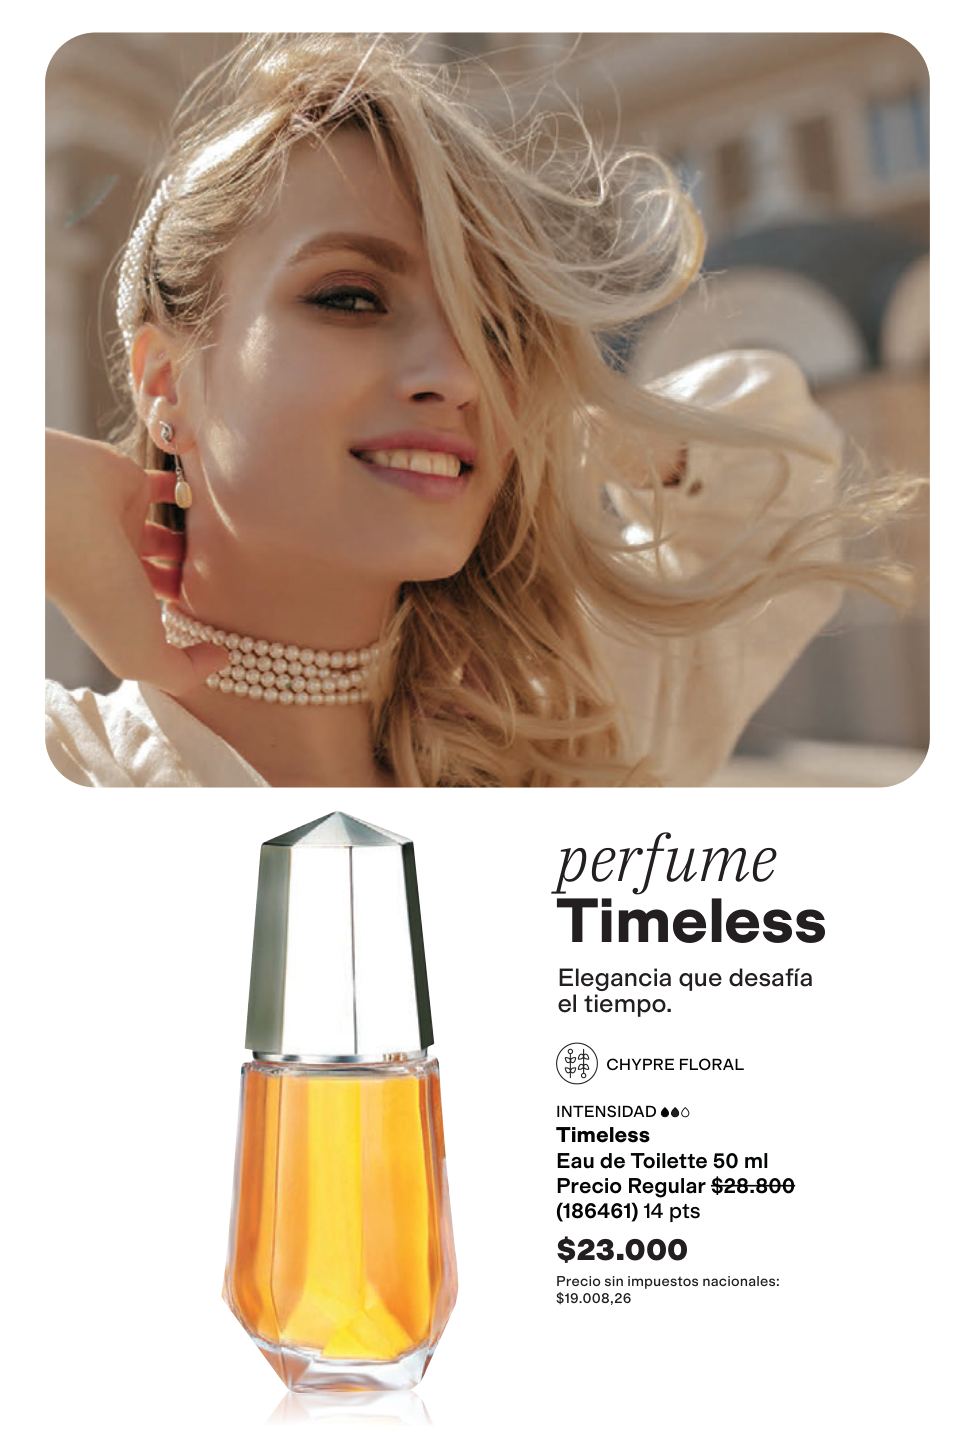 perfume
Timeless
Elegancia que desafía
el tiempo.
CHYPRE FLORAL
INTENSIDAD
Timeless
Eau de Toilette 50 ml
Precio Regular $28.800
(186461) 14 pts
$23.000
Precio sin impuestos nacionales:
$19.008,26